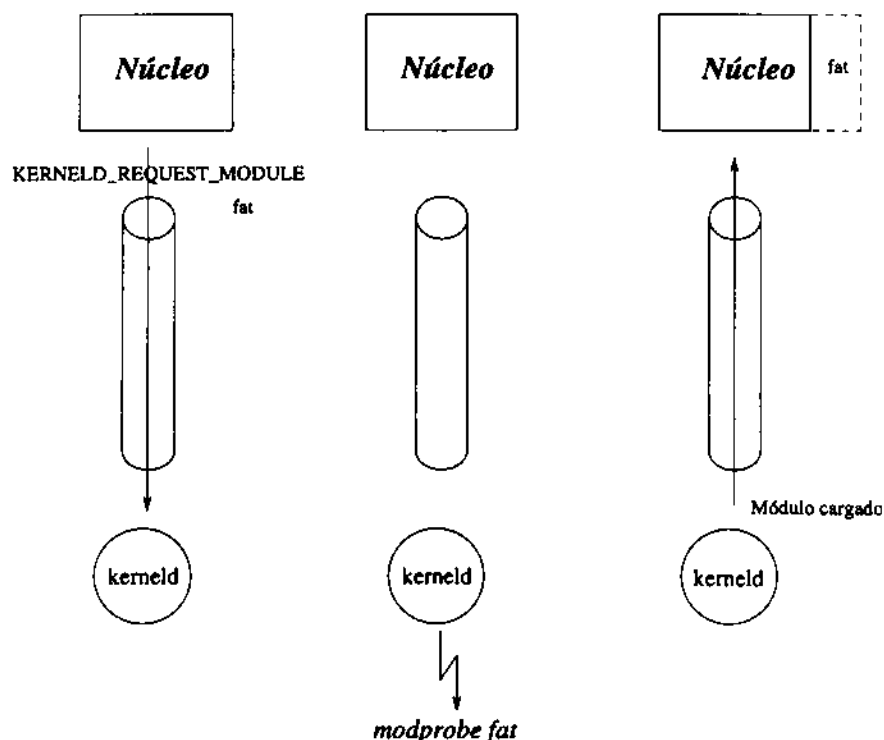 Núcleo
Núcleo
Núcleo
fat
KERNELD_REQUEST_MODULE
fat
Módulo cargado
kerneld
kerneld
kerneld
modprobe fat